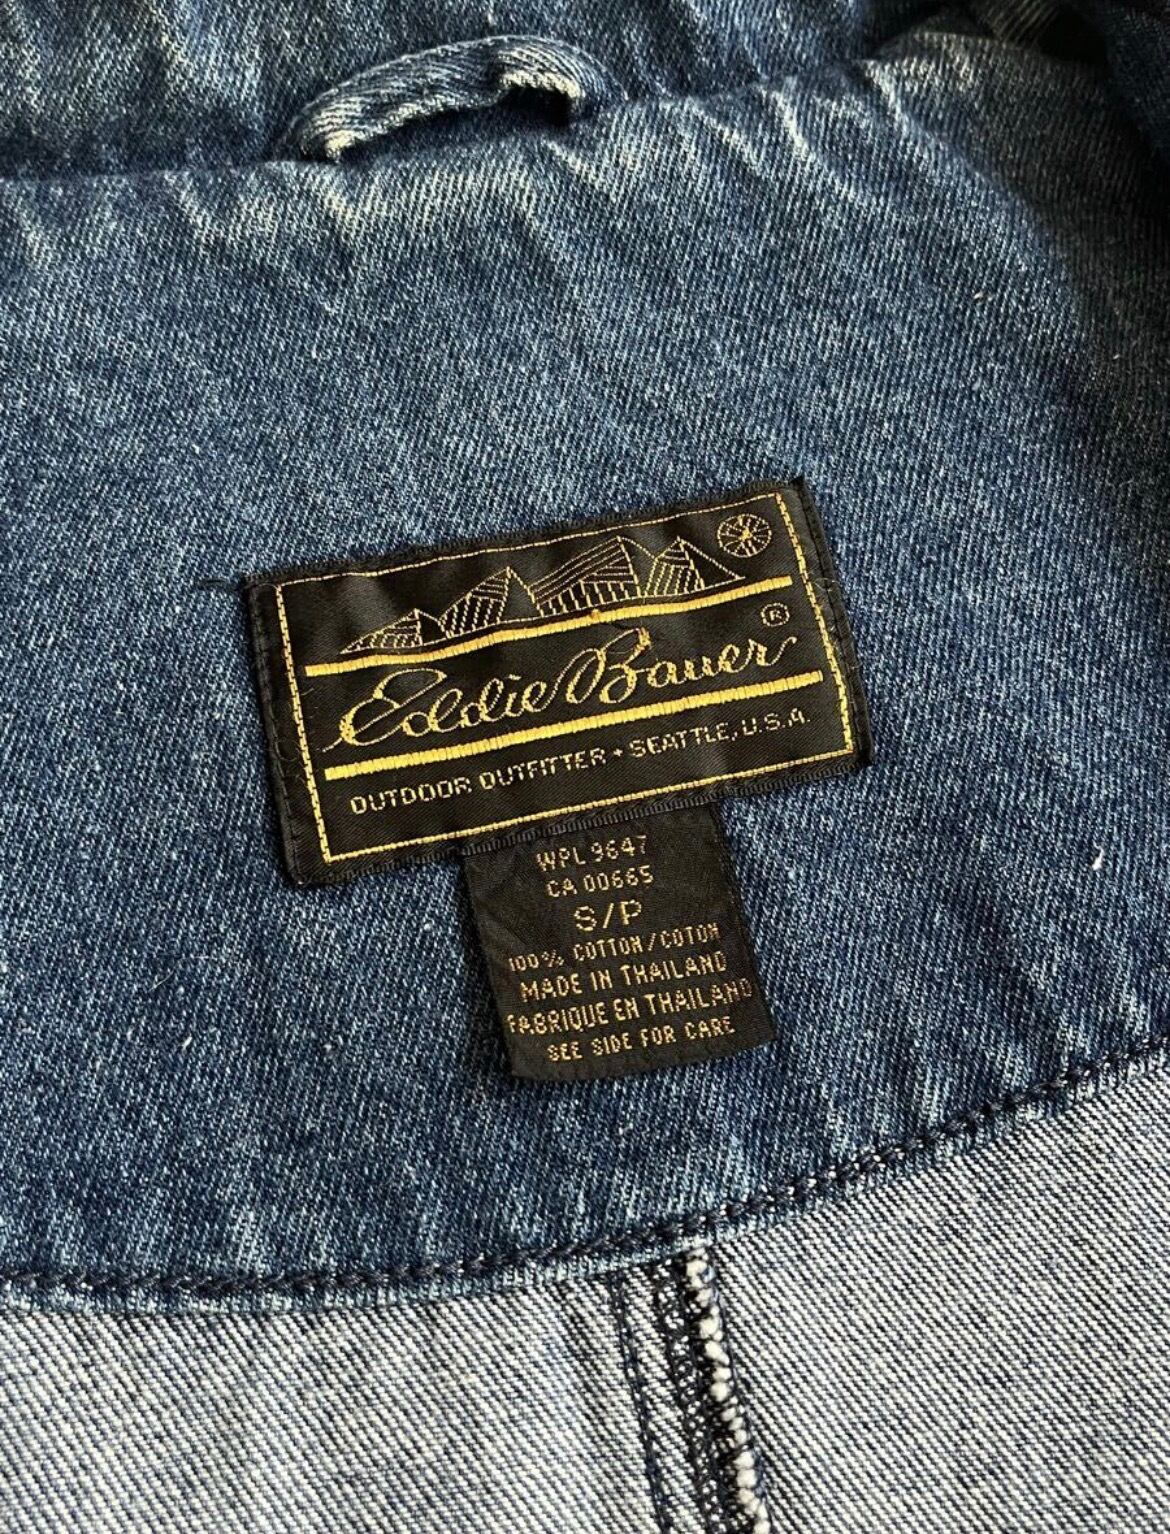 Eddie Bauer ®
OUTDOOR OUTFITTER • SEATTLE, U.S.A.
WPL 9647
CA 00665
S/P
100% COTTON/COTON
MADE IN THAILAND
FABRIQUE EN THAILAND
SEE SIDE FOR CARE